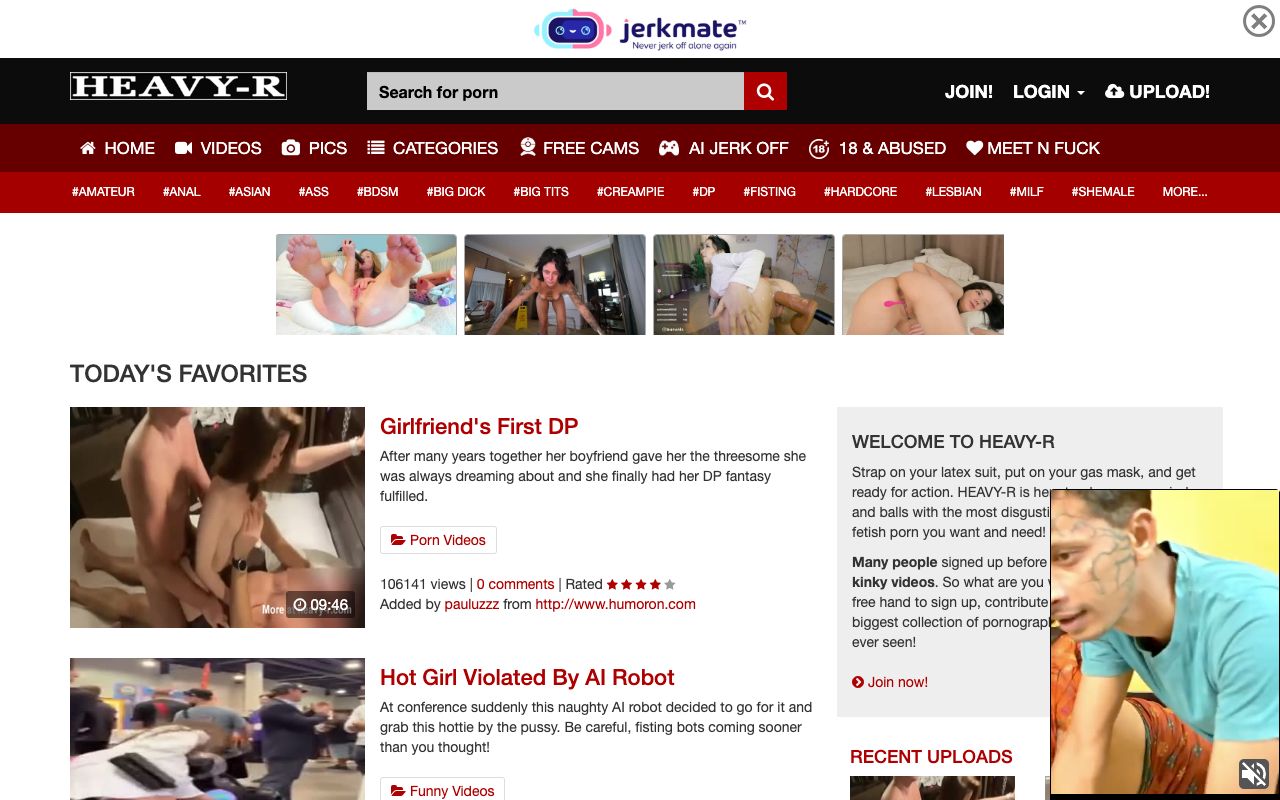 jerkmate™
Never jerk off alone again
HEAVY-R
Search for porn
JOIN!
LOGIN
UPLOAD!
HOME
VIDEOS
PICS
CATEGORIES
FREE CAMS
AI JERK OFF
18+
18 & ABUSED
MEET N FUCK
#AMATEUR
#ANAL
#ASIAN
#ASS
#BDSM
#BIG DICK
#BIG TITS
#CREAMPIE
#DP
#FISTING
#HARDCORE
#LESBIAN
#MILF
#SHEMALE
MORE...
TODAY'S FAVORITES
More
heavy-r.com
09:46
Girlfriend's First DP
After many years together her boyfriend gave her the threesome she
was always dreaming about and she finally had her DP fantasy
fulfilled.
Porn Videos
106141 views | 0 comments | Rated
Added by pauluzzz from http://www.humoron.com
Hot Girl Violated By AI Robot
At conference suddenly this naughty AI robot decided to go for it and
grab this hottie by the pussy. Be careful, fisting bots coming sooner
than you thought!
Funny Videos
WELCOME TO HEAVY-R
Strap on your latex suit, put on your gas mask, and get
ready for action. HEAVY-R is
and balls with the most
fetish porn you want and need!
Many people signed up before
kinky videos. So what are you
free hand to sign up, contribute
biggest collection of
ever seen!
Join now!
RECENT UPLOADS